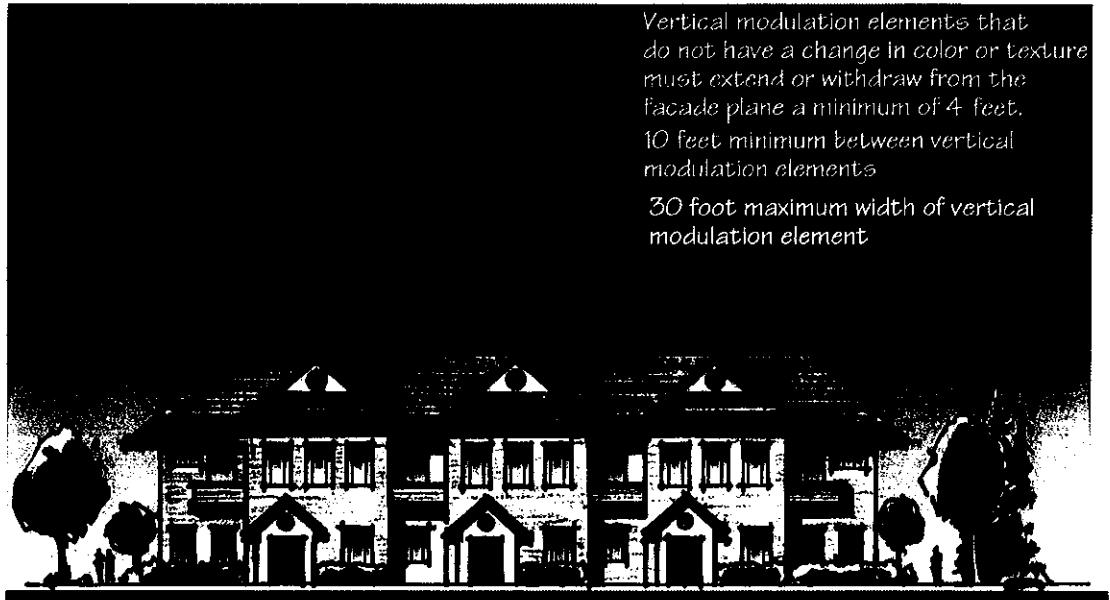 Vertical modulation elements that
do not have a change in color or texture
must extend or withdraw from the
facade plane a minimum of 4 feet.
10 feet minimum between vertical
modulation elements
30 foot maximum width of vertical
modulation element